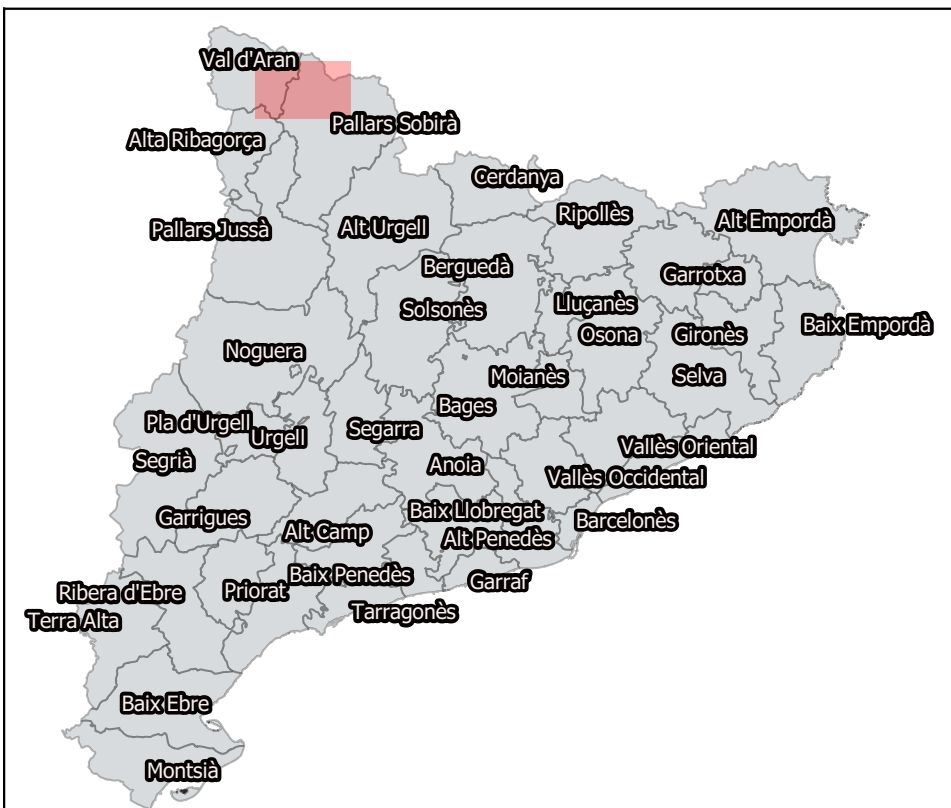 Val d'Aran
Pallars Sobirà
Alta Ribagorça
Cerdanya
Ripollès
Alt Empordà
Pallars Jussà
Alt Urgell
Berguedà
Garrotxa
Solsonès
Lluçanès
Osona
Gironès
Baix Empordà
Noguera
Moianès
Selva
Bages
Pla d'Urgell
Urgell
Segarra
Vallès Oriental
Segrià
Anoia
Vallès Occidental
Garrigues
Baix Llobregat
Barcelonès
Alt Camp
Alt Penedès
Baix Penedès
Garraf
Ribera d'Ebre
Priorat
Tarragonès
Terra Alta
Baix Ebre
Montsià